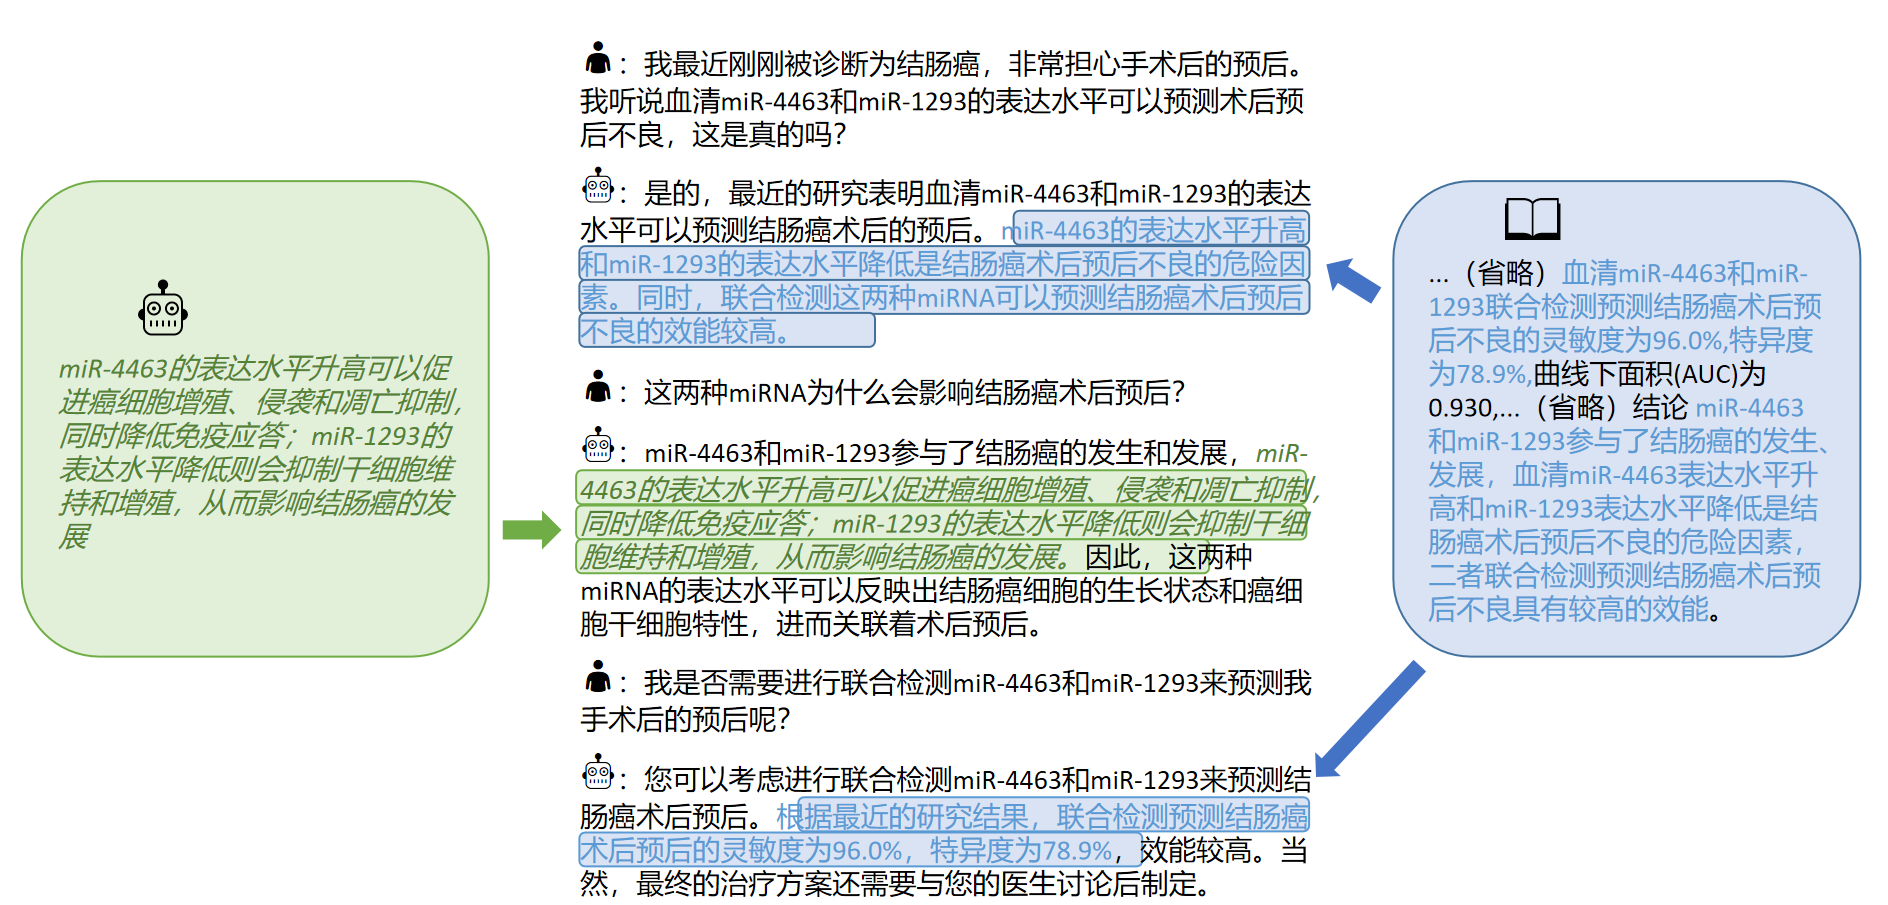 miR-4463的表达水平升高可以促
进癌细胞增殖、侵袭和凋亡抑制，
同时降低免疫应答；miR-1293的
表达水平降低则会抑制干细胞维
持和增殖，从而影响结肠癌的发
展
：我最近刚刚被诊断为结肠癌，非常担心手术后的预后。
我听说血清miR-4463和miR-1293的表达水平可以预测术后预
后不良，这是真的吗？
：是的，最近的研究表明血清miR-4463和miR-1293的表达
水平可以预测结肠癌术后的预后。miR-4463的表达水平升高
和miR-1293的表达水平降低是结肠癌术后预后不良的危险因
素。同时，联合检测这两种miRNA可以预测结肠癌术后预后
不良的效能较高。
：这两种miRNA为什么会影响结肠癌术后预后？
：miR-4463和miR-1293参与了结肠癌的发生和发展，miR-
4463的表达水平升高可以促进癌细胞增殖、侵袭和凋亡抑制，
同时降低免疫应答；miR-1293的表达水平降低则会抑制干细
胞维持和增殖，从而影响结肠癌的发展。因此，这两种
miRNA的表达水平可以反映出结肠癌细胞的生长状态和癌细
胞干细胞特性，进而关联着术后预后。
：我是否需要进行联合检测miR-4463和miR-1293来预测我
手术后的预后呢？
：您可以考虑进行联合检测miR-4463和miR-1293来预测结
肠癌术后预后。根据最近的研究结果，联合检测预测结肠癌
术后预后的灵敏度为96.0%，特异度为78.9%，效能较高。当
然，最终的治疗方案还需要与您的医生讨论后制定。
...（省略）血清miR-4463和miR-
1293联合检测预测结肠癌术后预
后不良的灵敏度为96.0%,特异度
为78.9%,曲线下面积(AUC)为
0.930,...（省略）结论 miR-4463
和miR-1293参与了结肠癌的发生、
发展，血清miR-4463表达水平升
高和miR-1293表达水平降低是结
肠癌术后预后不良的危险因素，
二者联合检测预测结肠癌术后预
后不良具有较高的效能。